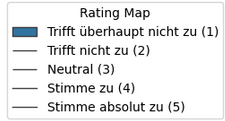 Rating Map
Trifft überhaupt nicht zu (1)
Trifft nicht zu (2)
Neutral (3)
Stimme zu (4)
Stimme absolut zu (5)